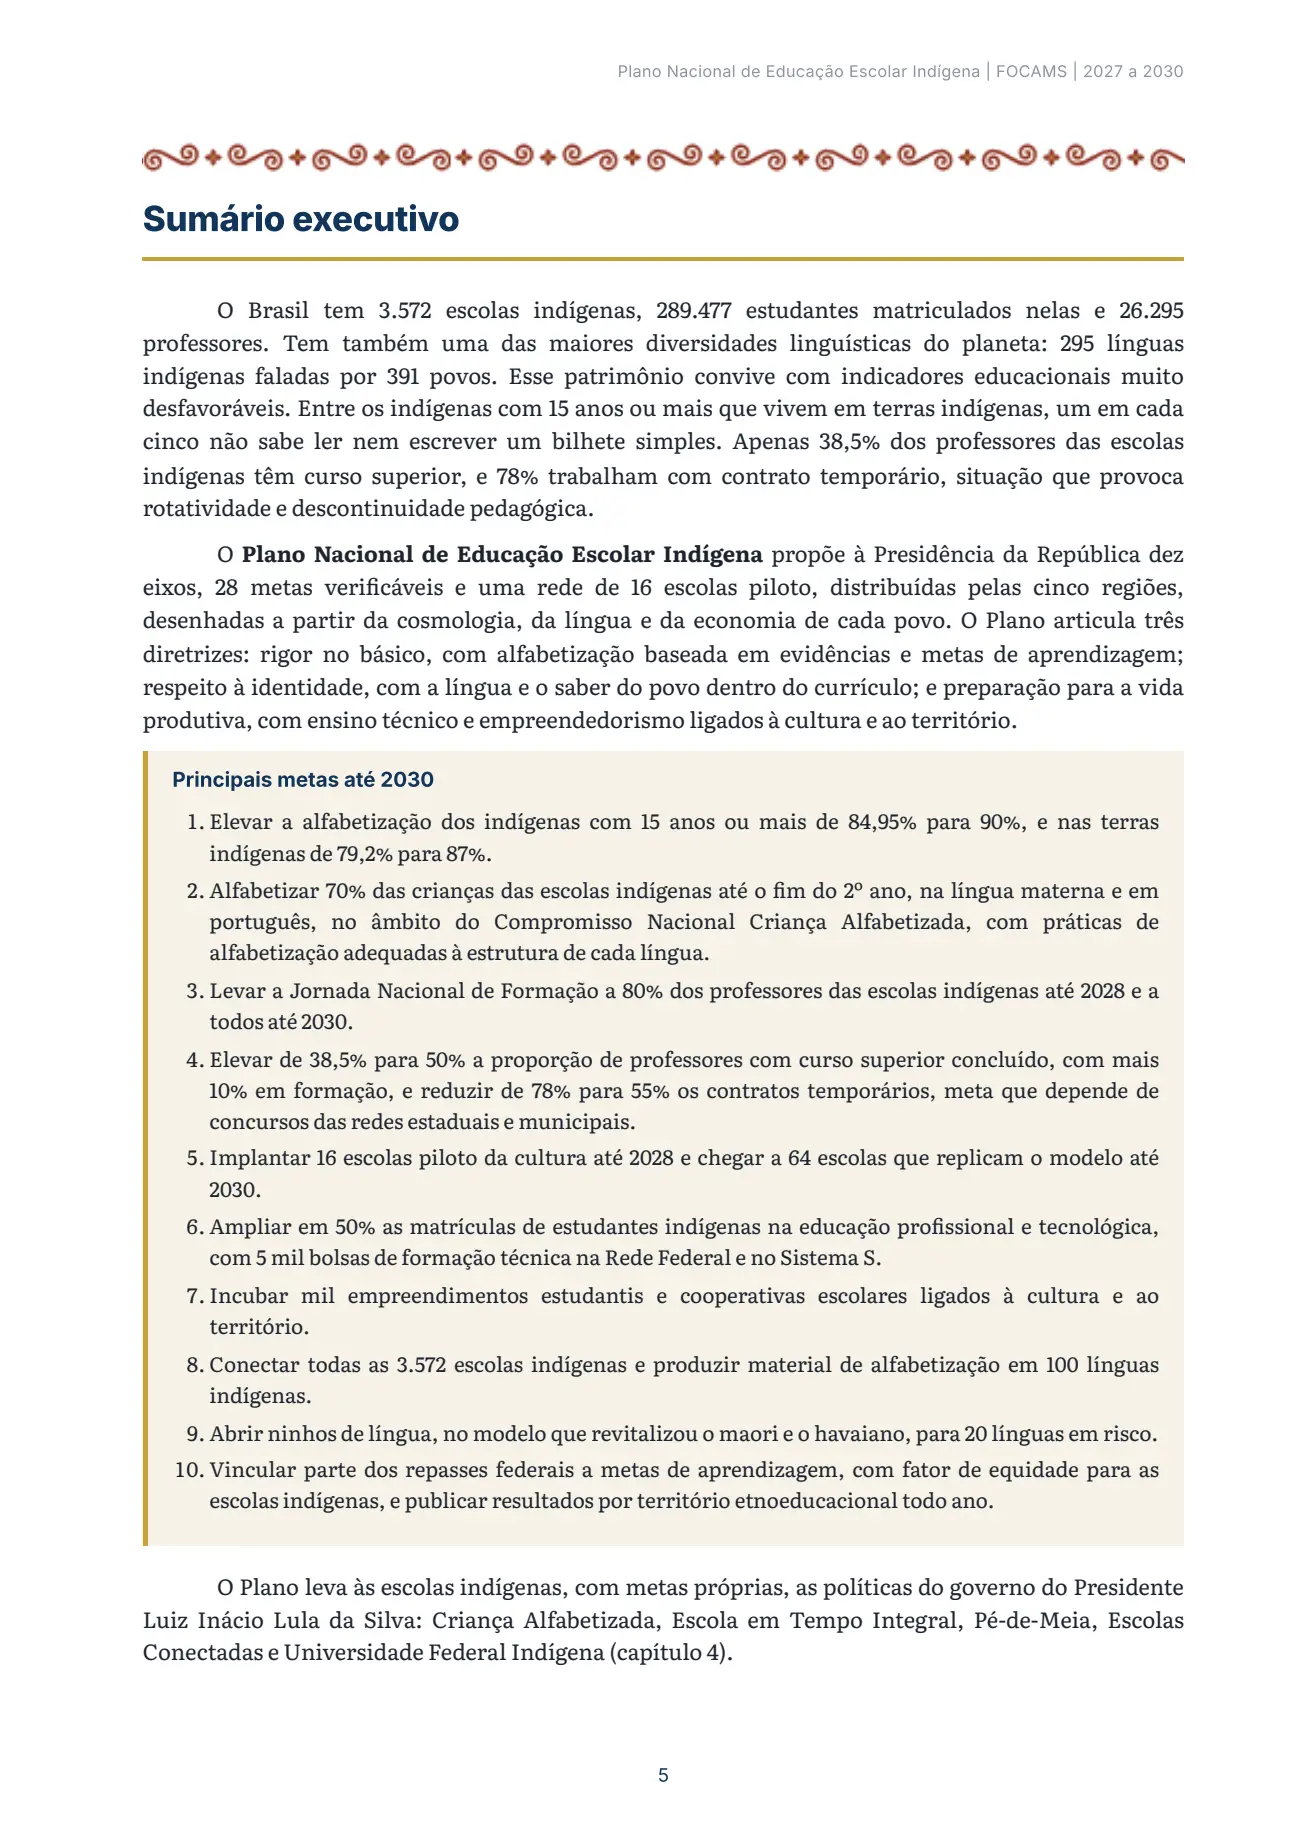 Plano Nacional de Educação Escolar Indígena | FOCAMS | 2027 a 2030
Sumário executivo
O Brasil tem 3.572 escolas indígenas, 289.477 estudantes matriculados nelas e 26.295
professores. Tem também uma das maiores diversidades linguísticas do planeta: 295 línguas
indígenas faladas por 391 povos. Esse patrimônio convive com indicadores educacionais muito
desfavoráveis. Entre os indígenas com 15 anos ou mais que vivem em terras indígenas, um em cada
cinco não sabe ler nem escrever um bilhete simples. Apenas 38,5% dos professores das escolas
indígenas têm curso superior, e 78% trabalham com contrato temporário, situação que provoca
rotatividade e descontinuidade pedagógica.
O Plano Nacional de Educação Escolar Indígena propõe à Presidência da República dez
eixos, 28 metas verificáveis e uma rede de 16 escolas piloto, distribuídas pelas cinco regiões,
desenhadas a partir da cosmologia, da língua e da economia de cada povo. O Plano articula três
diretrizes: rigor no básico, com alfabetização baseada em evidências e metas de aprendizagem;
respeito à identidade, com a língua e o saber do povo dentro do currículo; e preparação para a vida
produtiva, com ensino técnico e empreendedorismo ligados à cultura e ao território.
Principais metas até 2030
1. Elevar a alfabetização dos indígenas com 15 anos ou mais de 84,95% para 90%, e nas terras
indígenas de 79,2% para 87%.
2. Alfabetizar 70% das crianças das escolas indígenas até o fim do 2º ano, na língua materna e em
português, no âmbito do Compromisso Nacional Criança Alfabetizada, com práticas de
alfabetização adequadas à estrutura de cada língua.
3. Levar a Jornada Nacional de Formação a 80% dos professores das escolas indígenas até 2028 e a
todos até 2030.
4. Elevar de 38,5% para 50% a proporção de professores com curso superior concluído, com mais
10% em formação, e reduzir de 78% para 55% os contratos temporários, meta que depende de
concursos das redes estaduais e municipais.
5. Implantar 16 escolas piloto da cultura até 2028 e chegar a 64 escolas que replicam o modelo até
2030.
6. Ampliar em 50% as matrículas de estudantes indígenas na educação profissional e tecnológica,
com 5 mil bolsas de formação técnica na Rede Federal e no Sistema S.
7. Incubar mil empreendimentos estudantis e cooperativas escolares ligados à cultura e ao
território.
8. Conectar todas as 3.572 escolas indígenas e produzir material de alfabetização em 100 línguas
indígenas.
9. Abrir ninhos de língua, no modelo que revitalizou o maori e o havaiano, para 20 línguas em risco.
10. Vincular parte dos repasses federais a metas de aprendizagem, com fator de equidade para as
escolas indígenas, e publicar resultados por território etnoeducacional todo ano.
O Plano leva às escolas indígenas, com metas próprias, as políticas do governo do Presidente
Luiz Inácio Lula da Silva: Criança Alfabetizada, Escola em Tempo Integral, Pé-de-Meia, Escolas
Conectadas e Universidade Federal Indígena (capítulo 4).
5